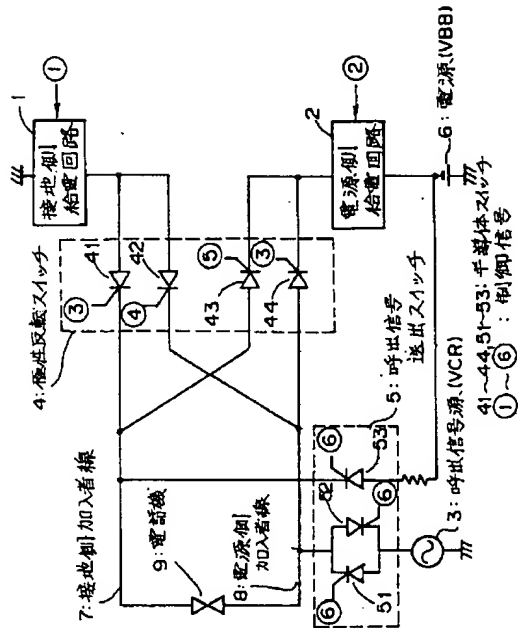 1
接地側
給電回路
①
2
電源側
給電回路
②
6:電源(VBB)
4:極性反転スイッチ
41
42
43
44
③
④
⑤
③
5:呼出信号
送出スイッチ
51
52
53
⑥
⑥
⑥
3:呼出信号源(VCR)
7:接地側加入者線
9:電話機
8:電源側
加入者線
41~44,51~53:半導体スイッチ
①~⑥:制御信号